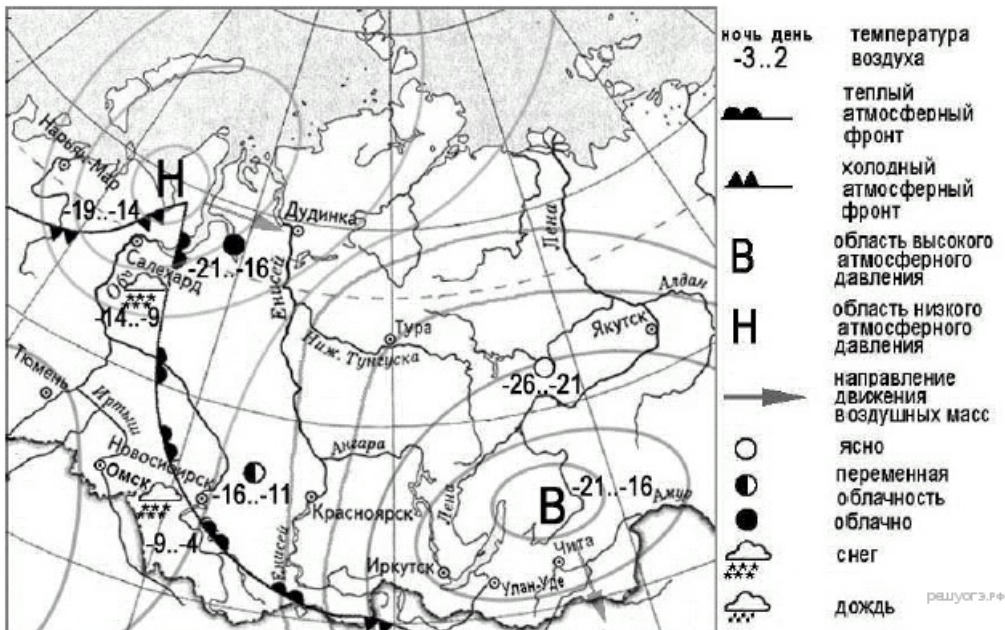 Нарьян-Мар
Н
-19..-14
Дудинка
Салехард
-21..-16
Обь
-14..-9
Енисей
Лена
Алдан
Якутск
Тура
Ниж. Тунгуска
-26..-21
Тюмень
Иртыш
Ангара
Новосибирск
Омск
-16..-11
Красноярск
Лена
В
-21..-16
Амур
-9..-4
Енисей
Иркутск
Чита
Улан-Уде
ночь день
-3..2
температура
воздуха
теплый
атмосферный
фронт
холодный
атмосферный
фронт
В
область высокого
атмосферного
давления
Н
область низкого
атмосферного
давления
направление
движения
воздушных масс
ясно
переменная
облачность
облачно
снег
дождь
решуогэ.рф